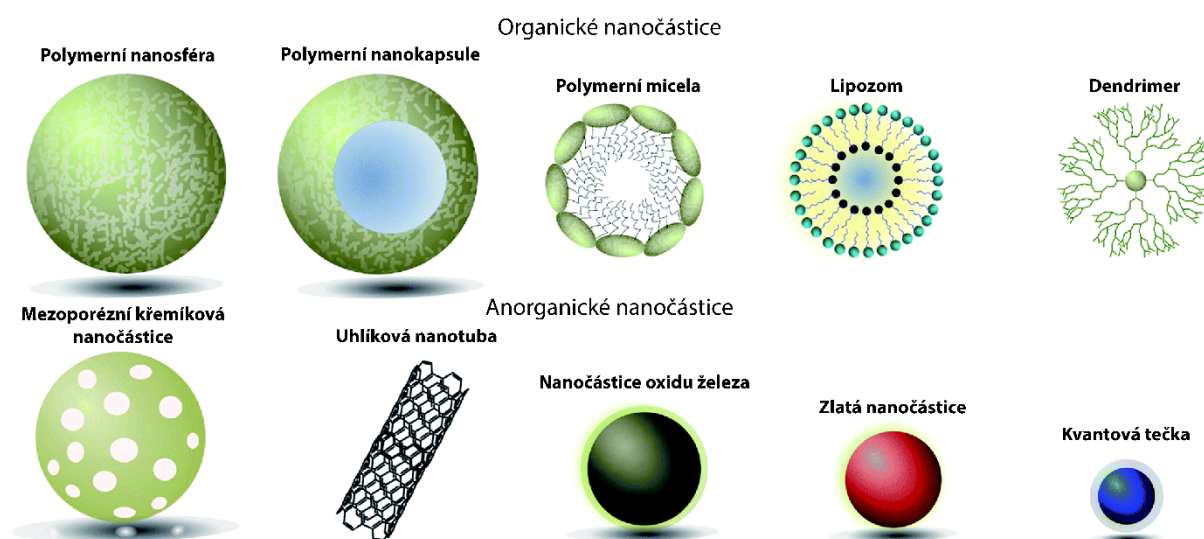 Organické nanočástice
Polymerní nanosféra
Polymerní nanokapsule
Polymerní micela
Lipozom
Dendrimer
Anorganické nanočástice
Mezoporézní křemíková
nanočástice
Uhlíková nanotuba
Nanočástice oxidu železa
Zlatá nanočástice
Kvantová tečka